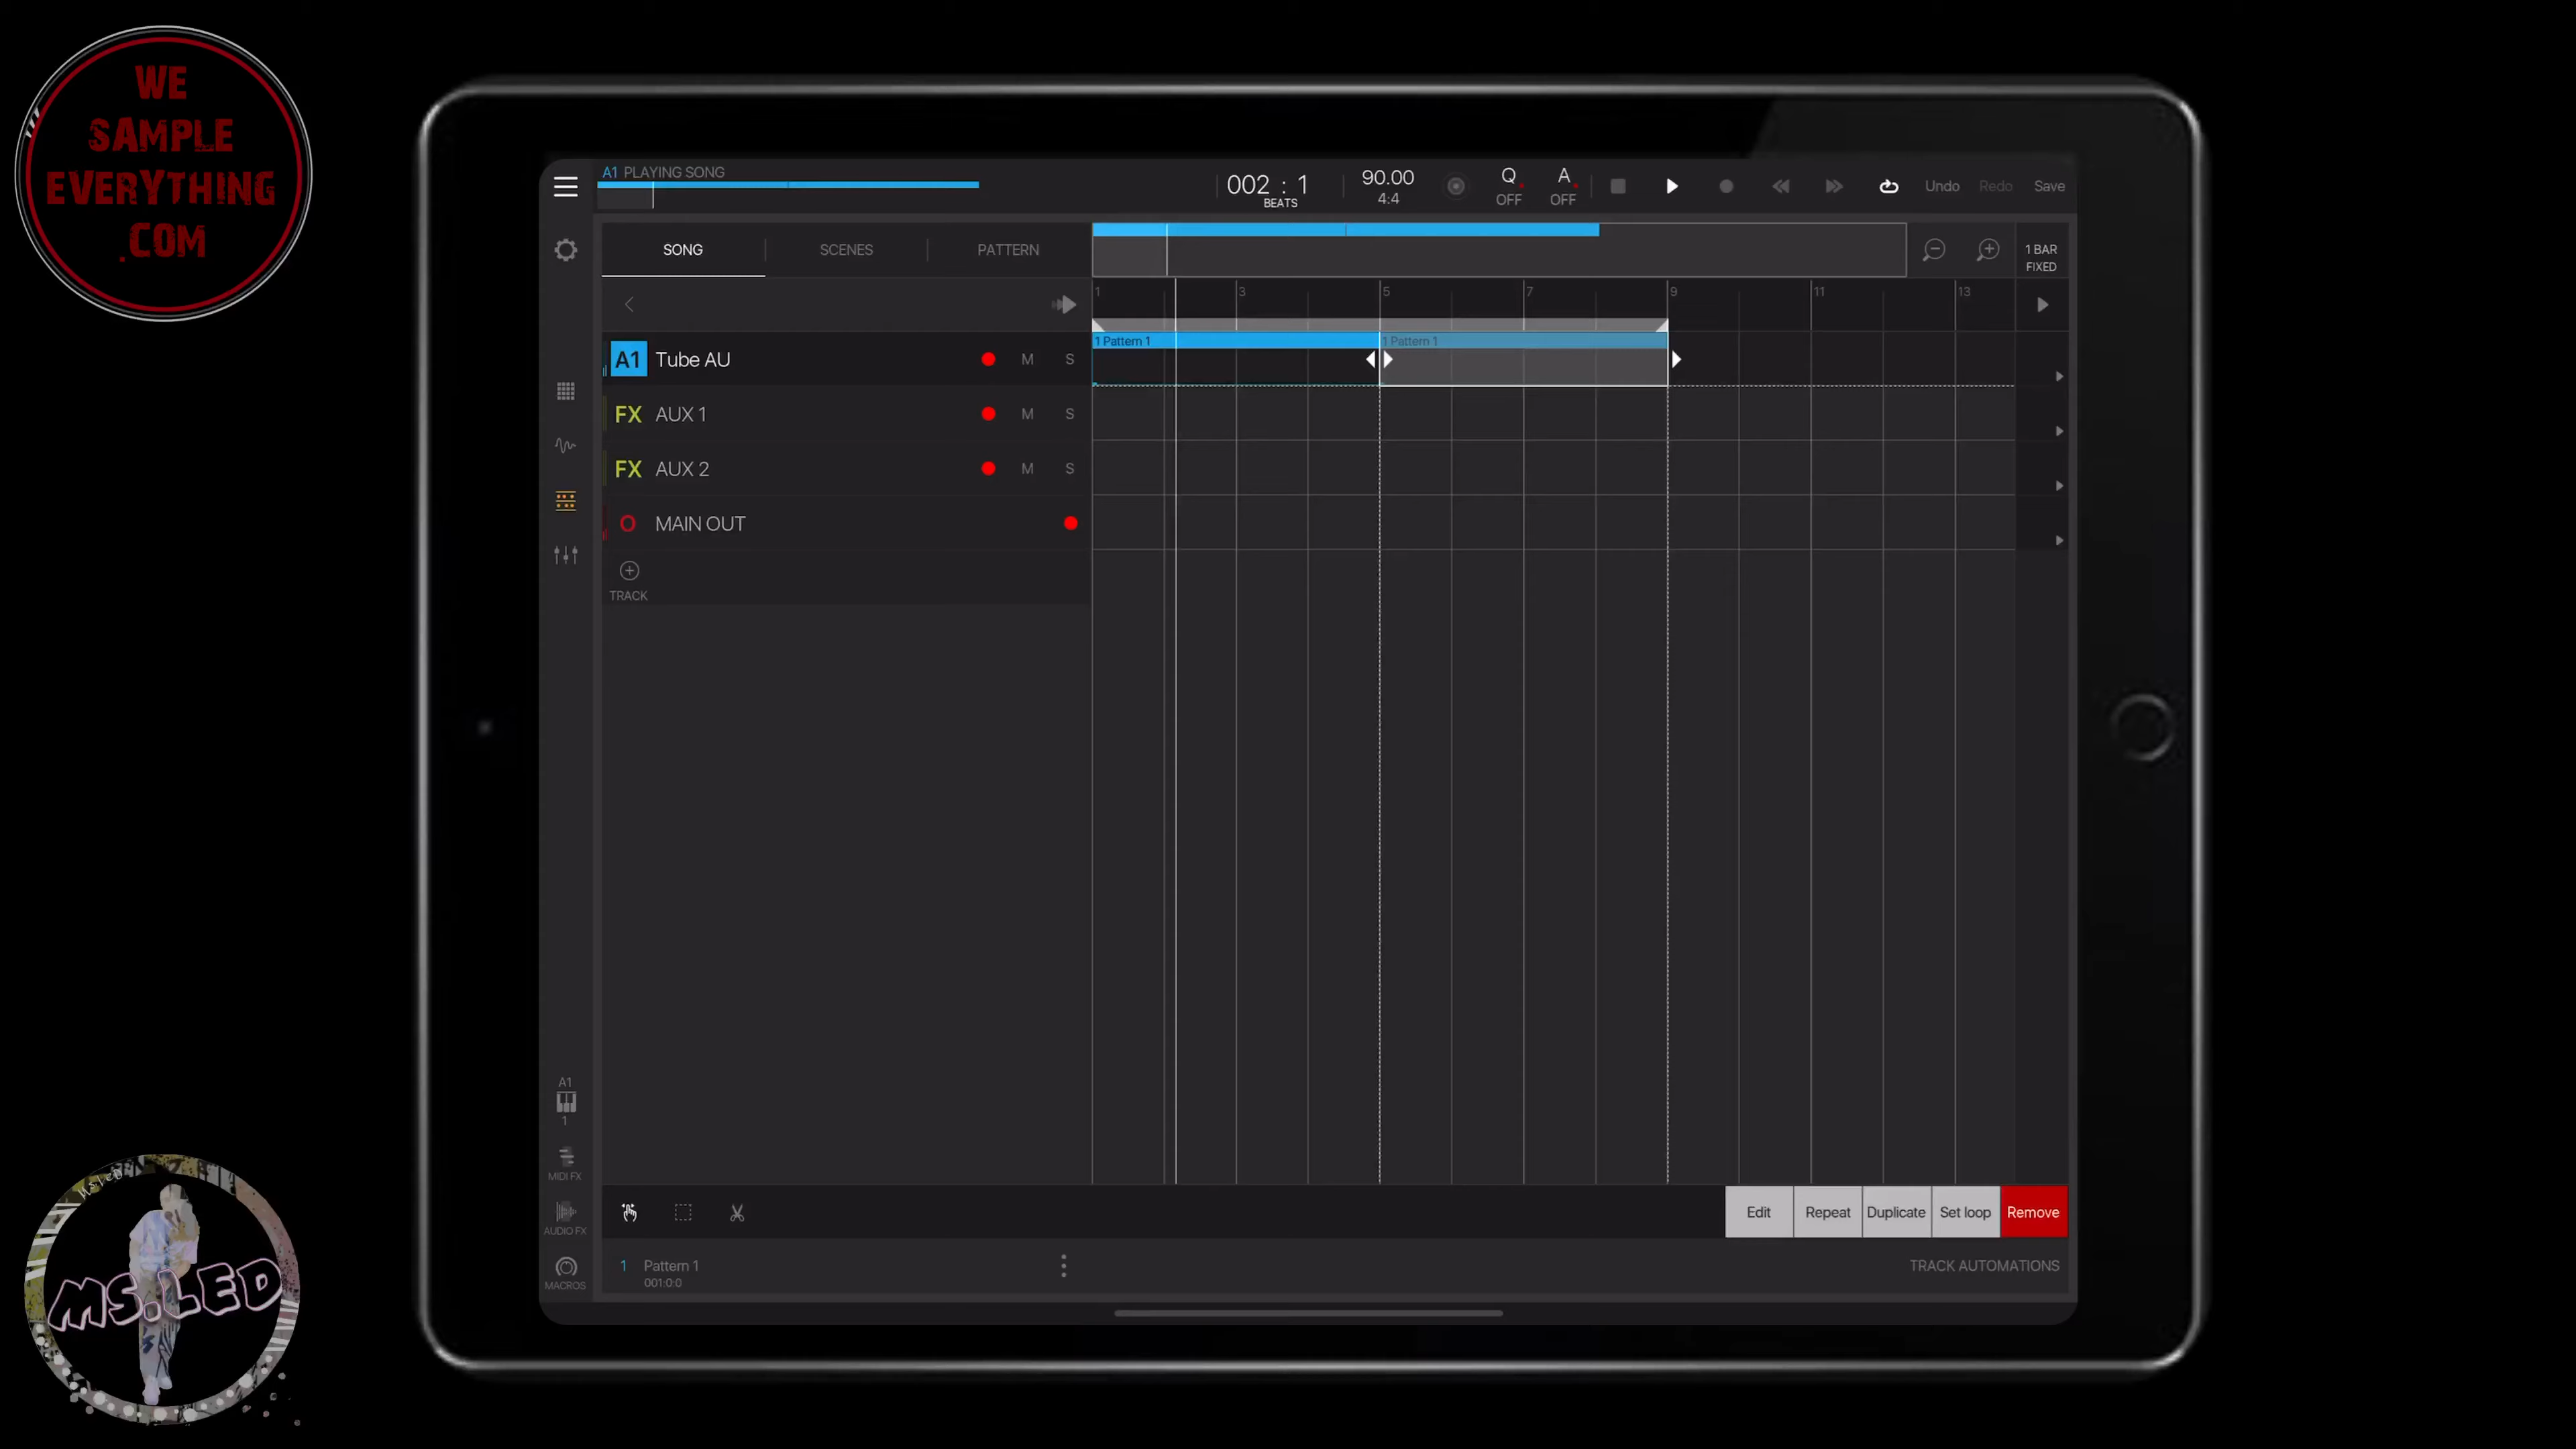 WE
SAMPLE
EVERYTHING
.COM
A1 PLAYING SONG
002 : 1
BEATS
90.00
4:4
Q
OFF
A
OFF
Undo
Redo
Save
SONG
SCENES
PATTERN
1 BAR
FIXED
1
3
5
7
9
11
13
A1 Tube AU
M
S
1 Pattern 1
1 Pattern 1
FX AUX 1
M
S
FX AUX 2
M
S
O MAIN OUT
TRACK
A1
1
MIDI FX
AUDIO FX
MACROS
Edit
Repeat
Duplicate
Set loop
Remove
1 Pattern 1
001:0:0
TRACK AUTOMATIONS
MS.LED
MS.LED